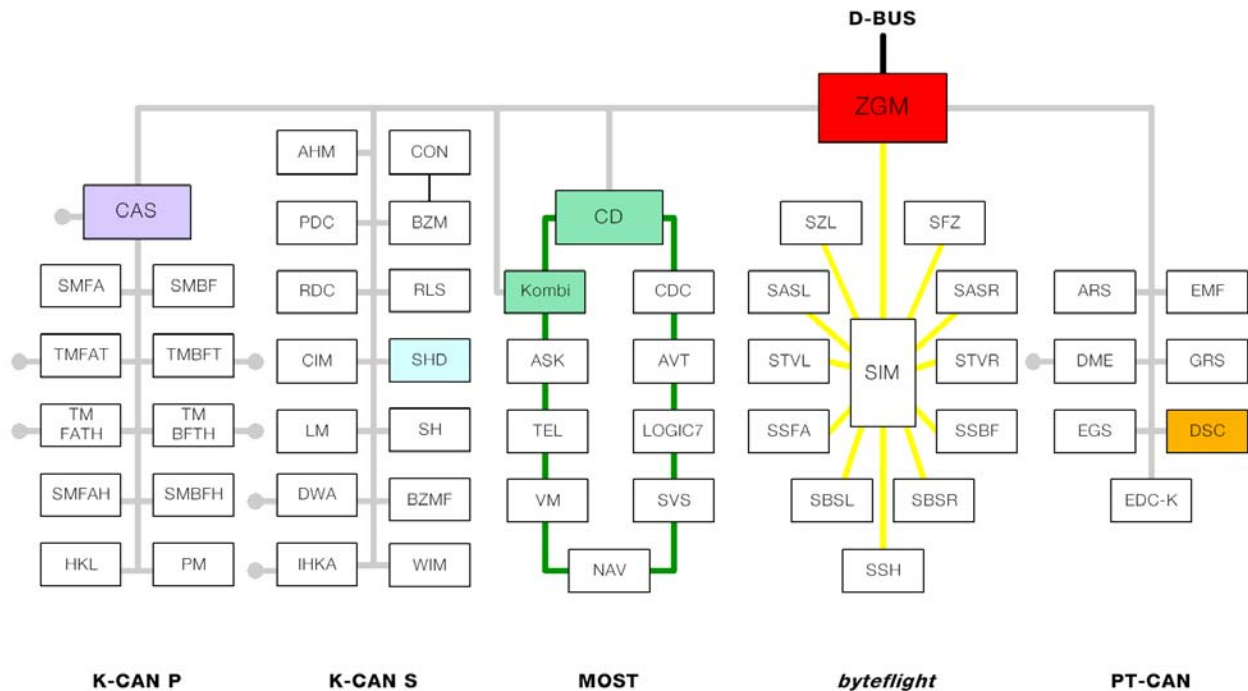 D-BUS
ZGM
AHM
CON
CAS
PDC
BZM
CD
SZL
SFZ
SMFA
SMBF
RDC
RLS
Kombi
CDC
SASL
SASR
ARS
EMF
TMFAT
TMBFT
CIM
SHD
ASK
AVT
STVL
SIM
STVR
DME
GRS
TM
FATH
TM
BFTH
LM
SH
TEL
LOGIC7
SSFA
SSBF
EGS
DSC
SMFAH
SMBFH
DWA
BZMF
VM
SVS
SBSL
SBSR
EDC-K
HKL
PM
IHKA
WIM
NAV
SSH
K-CAN P
K-CAN S
MOST
byteflight
PT-CAN